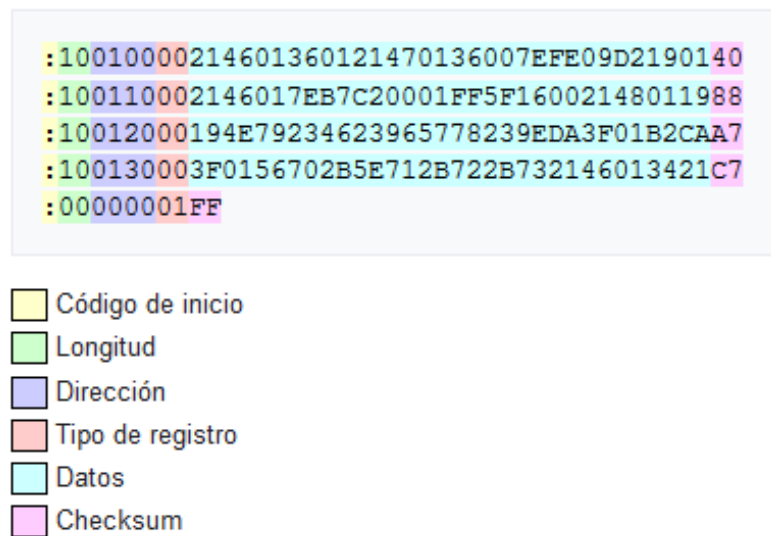 :10010000214601360121470136007EFE09D2190140
:100110002146017EB7C20001FF5F16002148011988
:10012000194E79234623965778239EDA3F01B2CAA7
:100130003F0156702B5E712B722B732146013421C7
:00000001FF
Código de inicio
Longitud
Dirección
Tipo de registro
Datos
Checksum